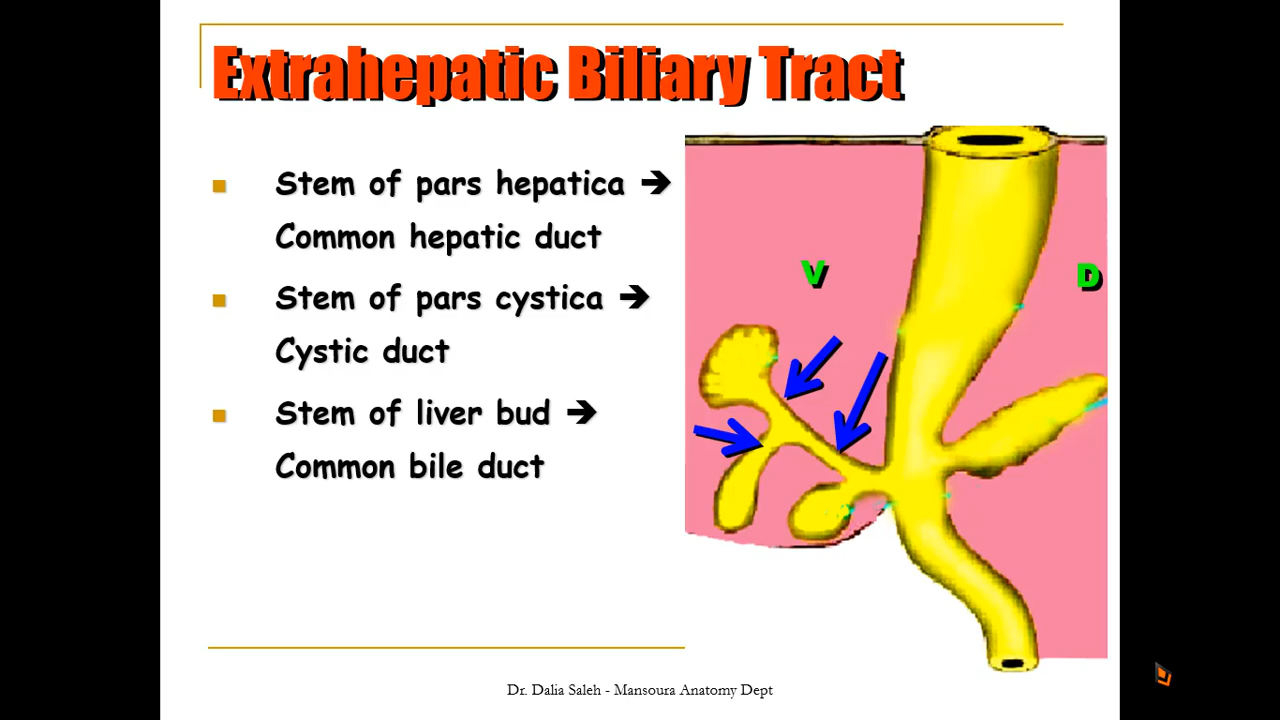 Extrahepatic Biliary Tract
Stem of pars hepatica ➔
Common hepatic duct
Stem of pars cystica ➔
Cystic duct
Stem of liver bud ➔
Common bile duct
V
D
Dr. Dalia Saleh - Mansoura Anatomy Dept